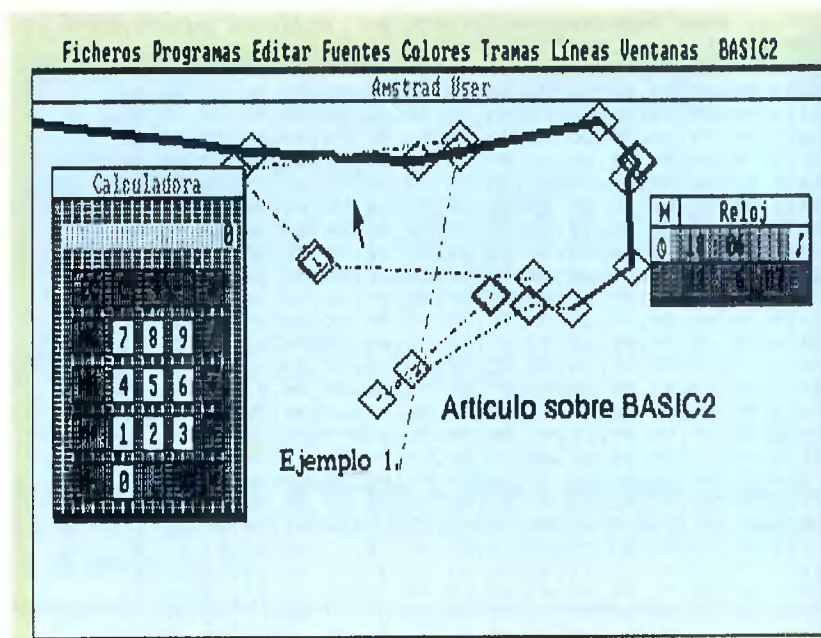 Ficheros Programas Editar Fuentes Colores Tramas Líneas Ventanas BASIC2
Amstrad User
Calculadora
0
7 8 9
4 5 6
1 2 3
0
Reloj
Artículo sobre BASIC2
Ejemplo 1